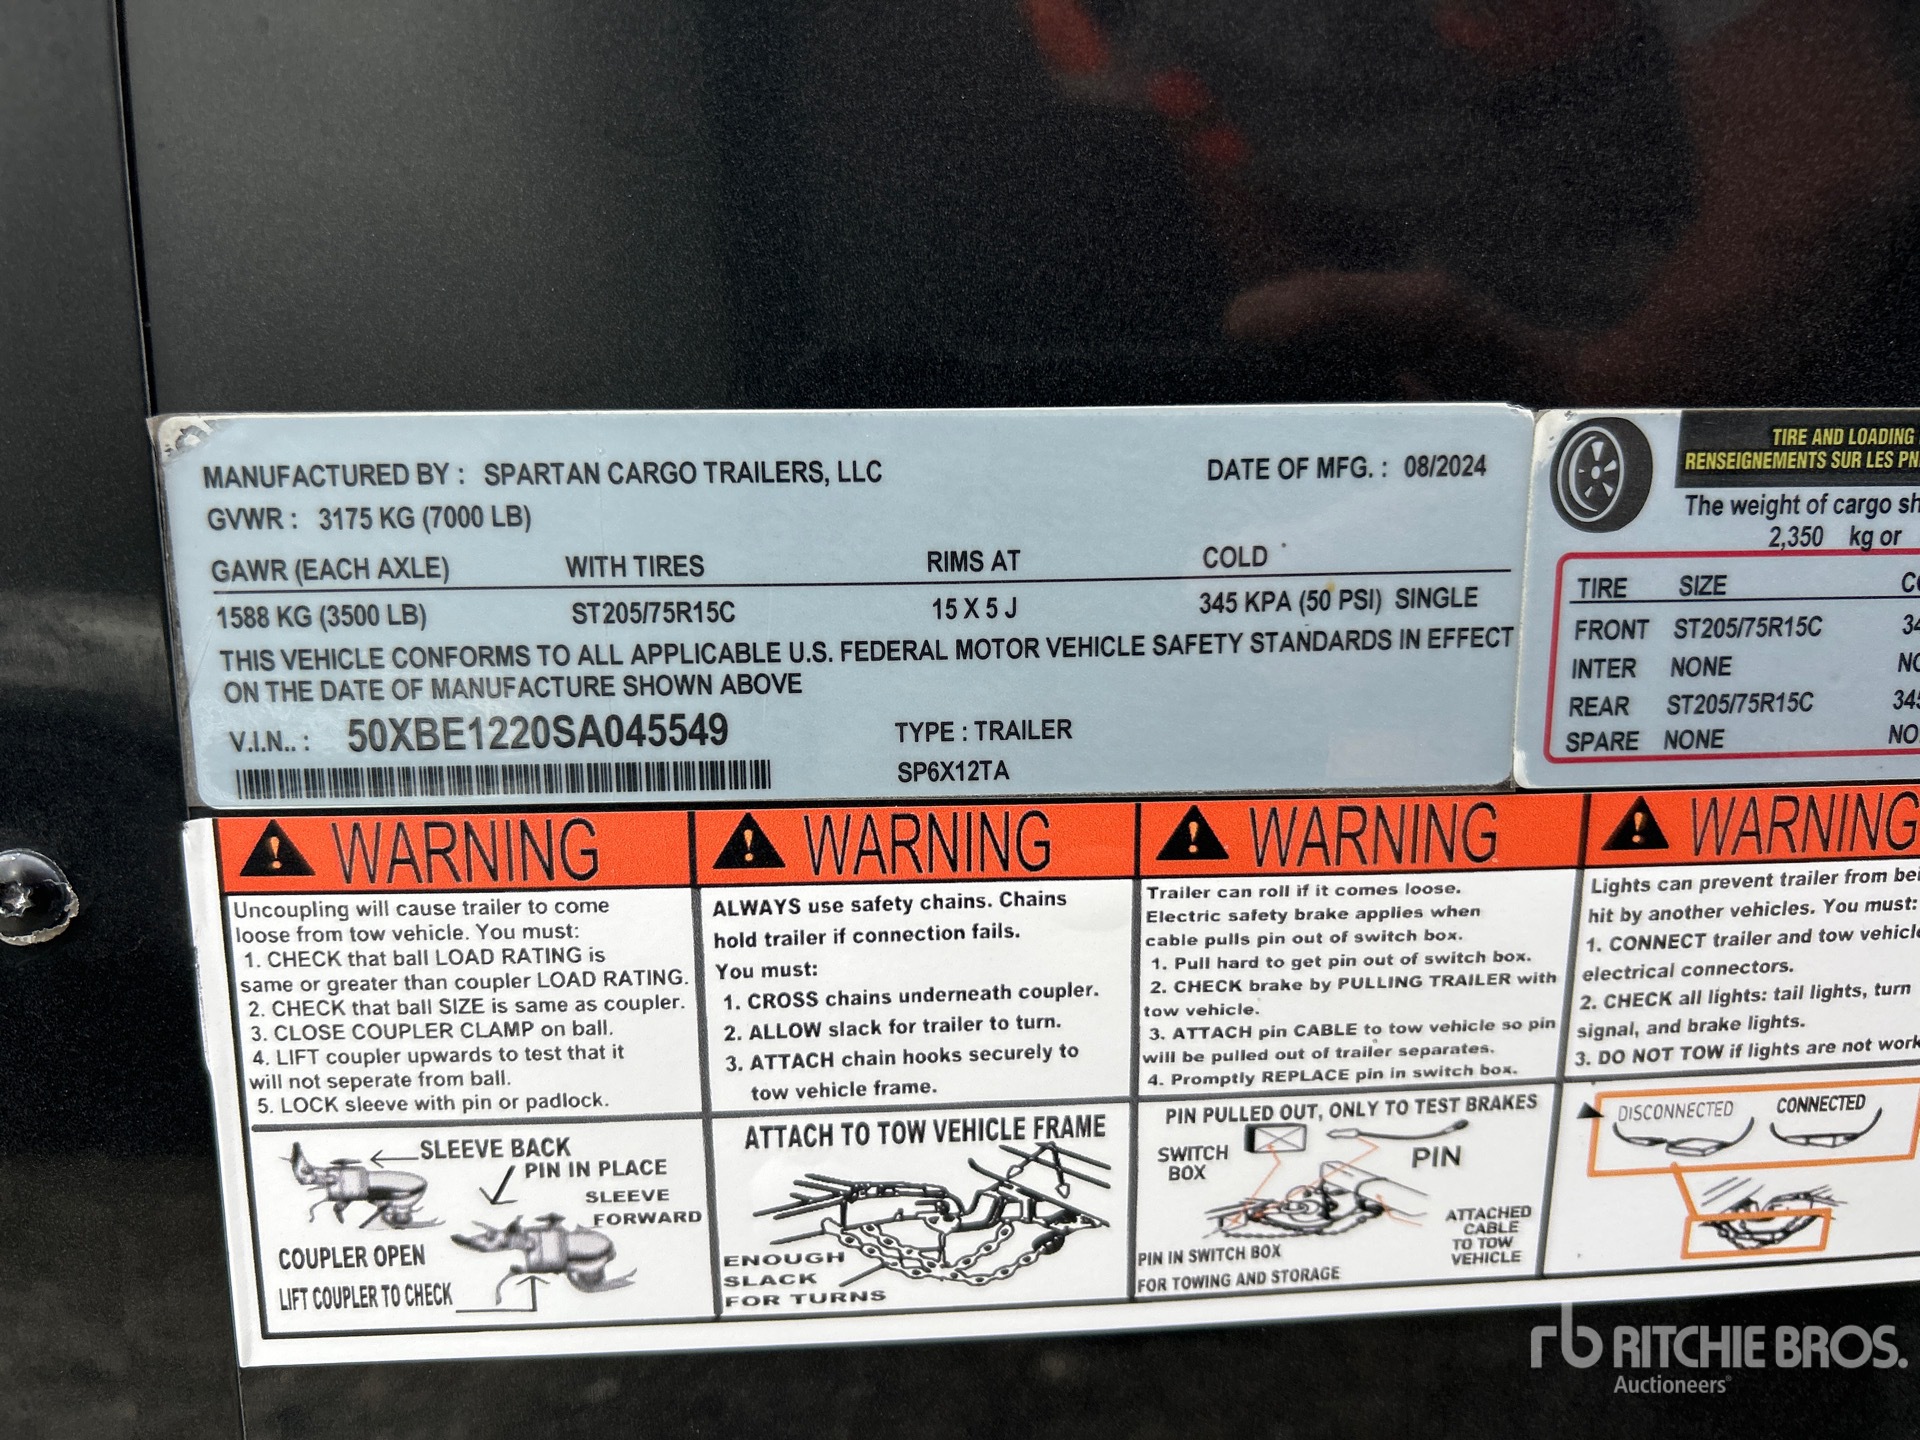 MANUFACTURED BY : SPARTAN CARGO TRAILERS, LLC DATE OF MFG. : 08/2024
GVWR : 3175 KG (7000 LB)
GAWR (EACH AXLE) WITH TIRES RIMS AT COLD
1588 KG (3500 LB) ST205/75R15C 15 X 5 J 345 KPA (50 PSI) SINGLE
THIS VEHICLE CONFORMS TO ALL APPLICABLE U.S. FEDERAL MOTOR VEHICLE SAFETY STANDARDS IN EFFECT
ON THE DATE OF MANUFACTURE SHOWN ABOVE
V.I.N.. : 50XBE1220SA045549 TYPE : TRAILER
SP6X12TA
TIRE AND LOADING
RENSEIGNEMENTS SUR LES
The weight of cargo
2,350 kg or
TIRE SIZE
FRONT ST205/75R15C
INTER NONE
REAR ST205/75R15C
SPARE NONE
WARNING
Uncoupling will cause trailer to come
loose from tow vehicle. You must:
1. CHECK that ball LOAD RATING is
same or greater than coupler LOAD RATING.
2. CHECK that ball SIZE is same as coupler.
3. CLOSE COUPLER CLAMP on ball.
4. LIFT coupler upwards to test that it
will not seperate from ball.
5. LOCK sleeve with pin or padlock.
SLEEVE BACK
PIN IN PLACE
SLEEVE
FORWARD
COUPLER OPEN
LIFT COUPLER TO CHECK
WARNING
ALWAYS use safety chains. Chains
hold trailer if connection fails.
You must:
1. CROSS chains underneath coupler.
2. ALLOW slack for trailer to turn.
3. ATTACH chain hooks securely to
tow vehicle frame.
ATTACH TO TOW VEHICLE FRAME
ENOUGH
SLACK
FOR TURNS
WARNING
Trailer can roll if it comes loose.
Electric safety brake applies when
cable pulls pin out of switch box.
1. Pull hard to get pin out of switch box.
2. CHECK brake by PULLING TRAILER with
tow vehicle.
3. ATTACH pin CABLE to tow vehicle so pin
will be pulled out of trailer separates.
4. Promptly REPLACE pin in switch box.
PIN PULLED OUT, ONLY TO TEST BRAKES
SWITCH
BOX
PIN
ATTACHED
CABLE
TO TOW
VEHICLE
PIN IN SWITCH BOX
FOR TOWING AND STORAGE
WARNING
Lights can prevent trailer from
hit by another vehicles. You must:
1. CONNECT trailer and tow
electrical connectors.
2. CHECK all lights: tail lights, turn
signal, and brake lights.
3. DO NOT TOW if lights are not
DISCONNECTED CONNECTED
rb RITCHIE BROS.
Auctioneers